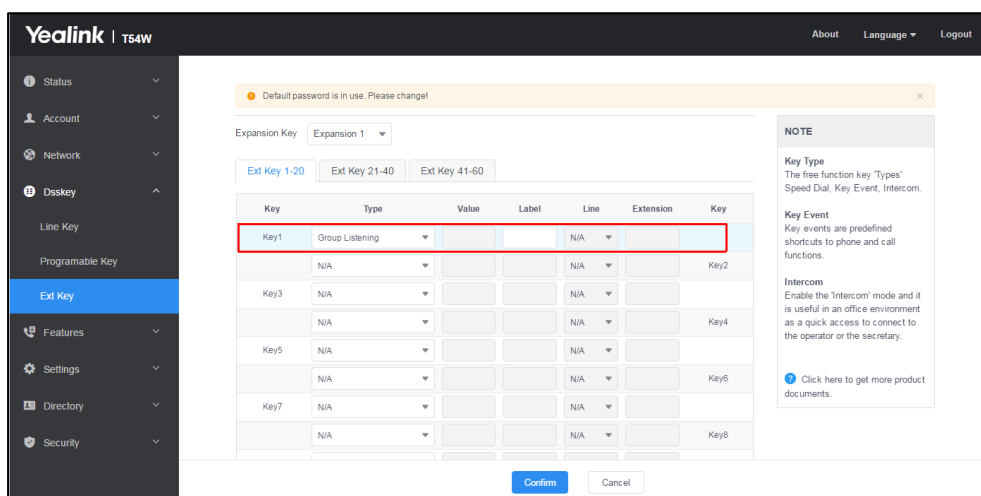 Yealink | T54W
About Language Logout
Status
Account
Network
Dsskey
Line Key
Programable Key
Ext Key
Features
Settings
Directory
Security
Default password is in use. Please change!
Expansion Key Expansion 1
Ext Key 1-20 Ext Key 21-40 Ext Key 41-60
Key Type Value Label Line Extension Key
Key1 Group Listening N/A
N/A N/A Key2
Key3 N/A N/A
N/A N/A Key4
Key5 N/A N/A
N/A N/A Key6
Key7 N/A N/A
N/A N/A Key8
Confirm Cancel
NOTE
Key Type
The free function key 'Types'
Speed Dial, Key Event, Intercom.
Key Event
Key events are predefined
shortcuts to phone and call
functions.
Intercom
Enable the 'Intercom' mode and it
is useful in an office environment
as a quick access to connect to
the operator or the secretary.
Click here to get more product
documents.